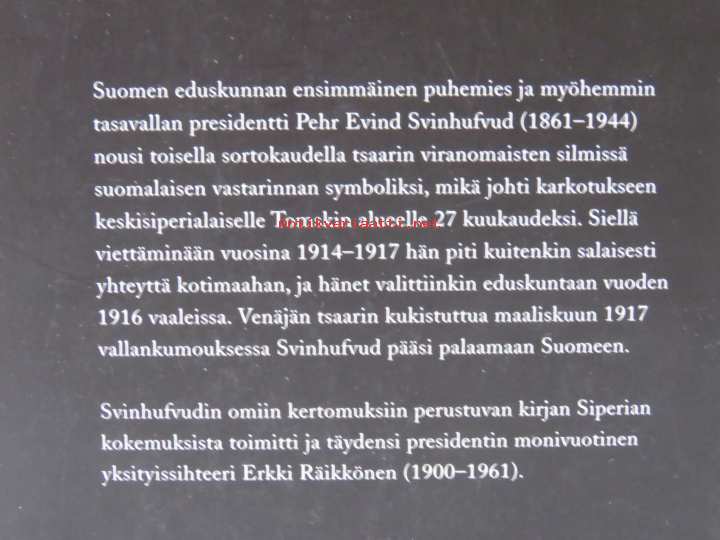 Suomen eduskunnan ensimmäinen puhemies ja myöhemmin
tasavallan presidentti Pehr Evind Svinhufvud (1861–1944)
nousi toisella sortokaudella tsaarin viranomaisten silmissä
suomalaisen vastarinnan symboliksi, mikä johti karkotukseen
keskisiperialaiselle Tomskin alueelle 27 kuukaudeksi. Siellä
viettäminään vuosina 1914–1917 hän piti kuitenkin salaisesti
yhteyttä kotimaahan, ja hänet valittiinkin eduskuntaan vuoden
1916 vaaleissa. Venäjän tsaarin kukistuttua maaliskuun 1917
vallankumouksessa Svinhufvud pääsi palaamaan Suomeen.
Svinhufvudin omiin kertomuksiin perustuvan kirjan Siperian
kokemuksista toimitti ja täydensi presidentin monivuotinen
yksityissihteeri Erkki Räikkönen (1900–1961).